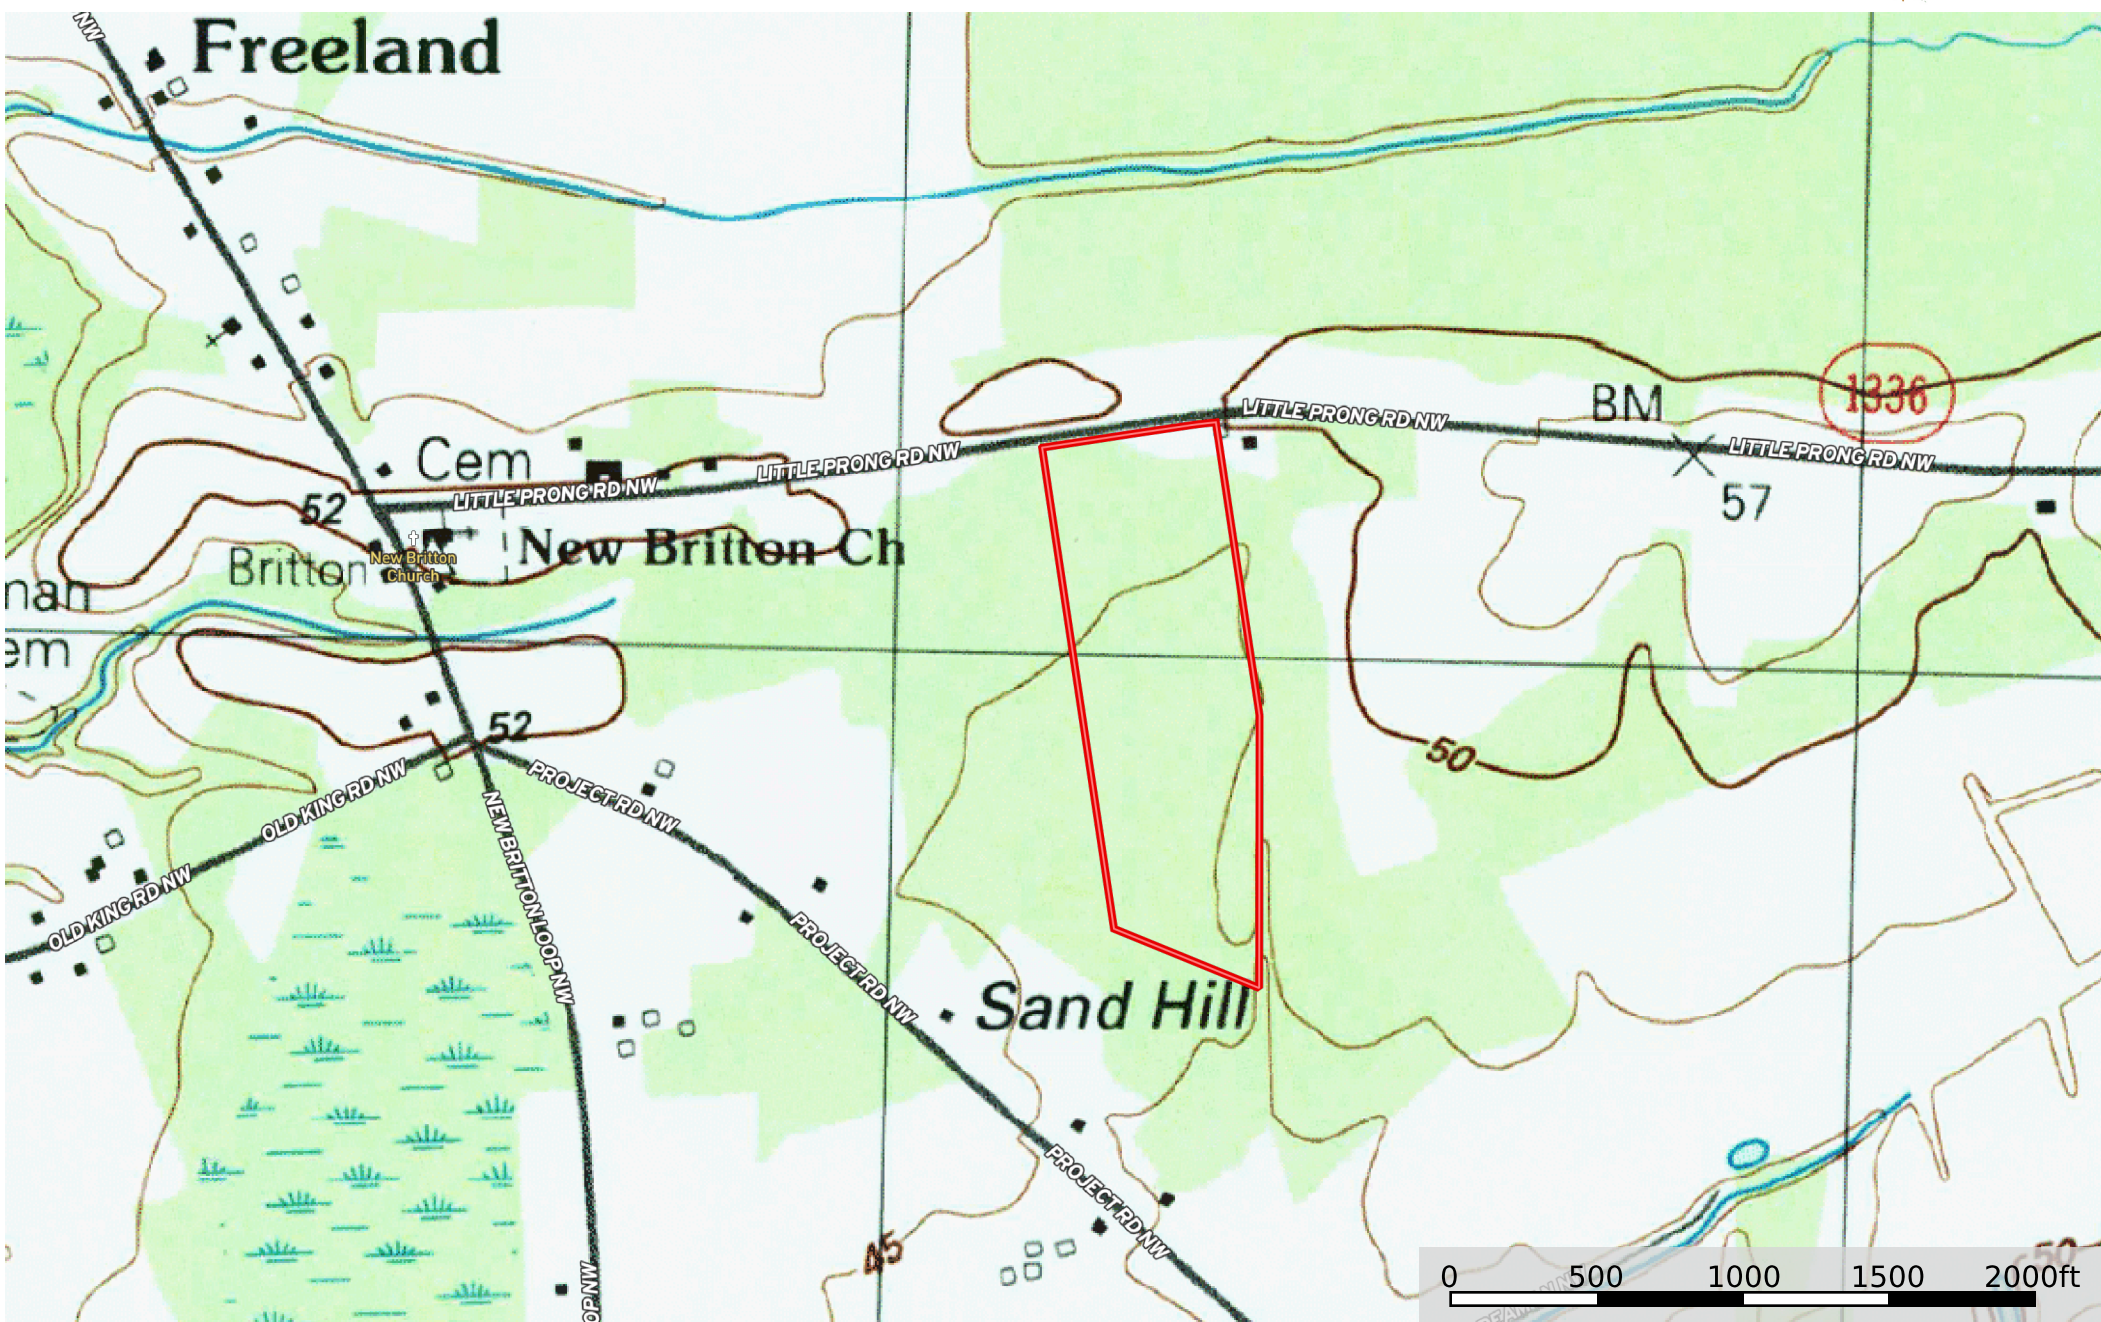 NW
Freeland
1336
BM
LITTLE PRONG RD NW
LITTLE PRONG RD NW
LITTLE PRONG RD NW
LITTLE PRONG RD NW
Cem
57
52
New Britton Ch
New Britton
Church
Britton
man
em
52
50
OLD KING RD NW
PROJECT RD NW
OLD KING RD NW
NEW BRITTON LOOP NW
PROJECT RD NW
Sand Hill
PROJECT RD NW
45
50
OP NW
0 500 1000 1500 2000ft